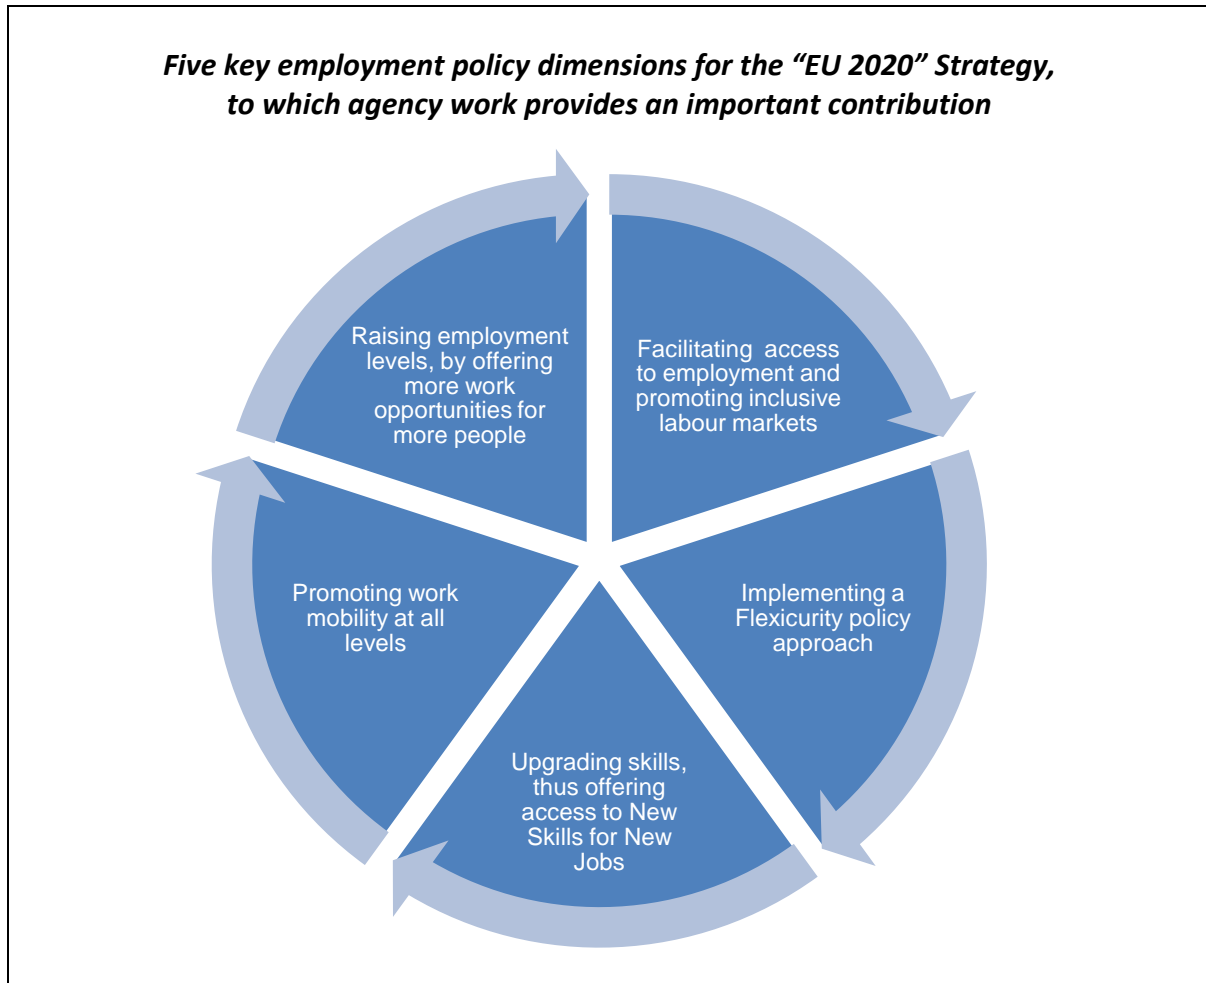 Five key employment policy dimensions for the “EU 2020” Strategy,
to which agency work provides an important contribution
Facilitating access
to employment and
promoting inclusive
labour markets
Implementing a
Flexicurity policy
approach
Upgrading skills,
thus offering
access to New
Skills for New
Jobs
Promoting work
mobility at all
levels
Raising employment
levels, by offering
more work
opportunities for
more people